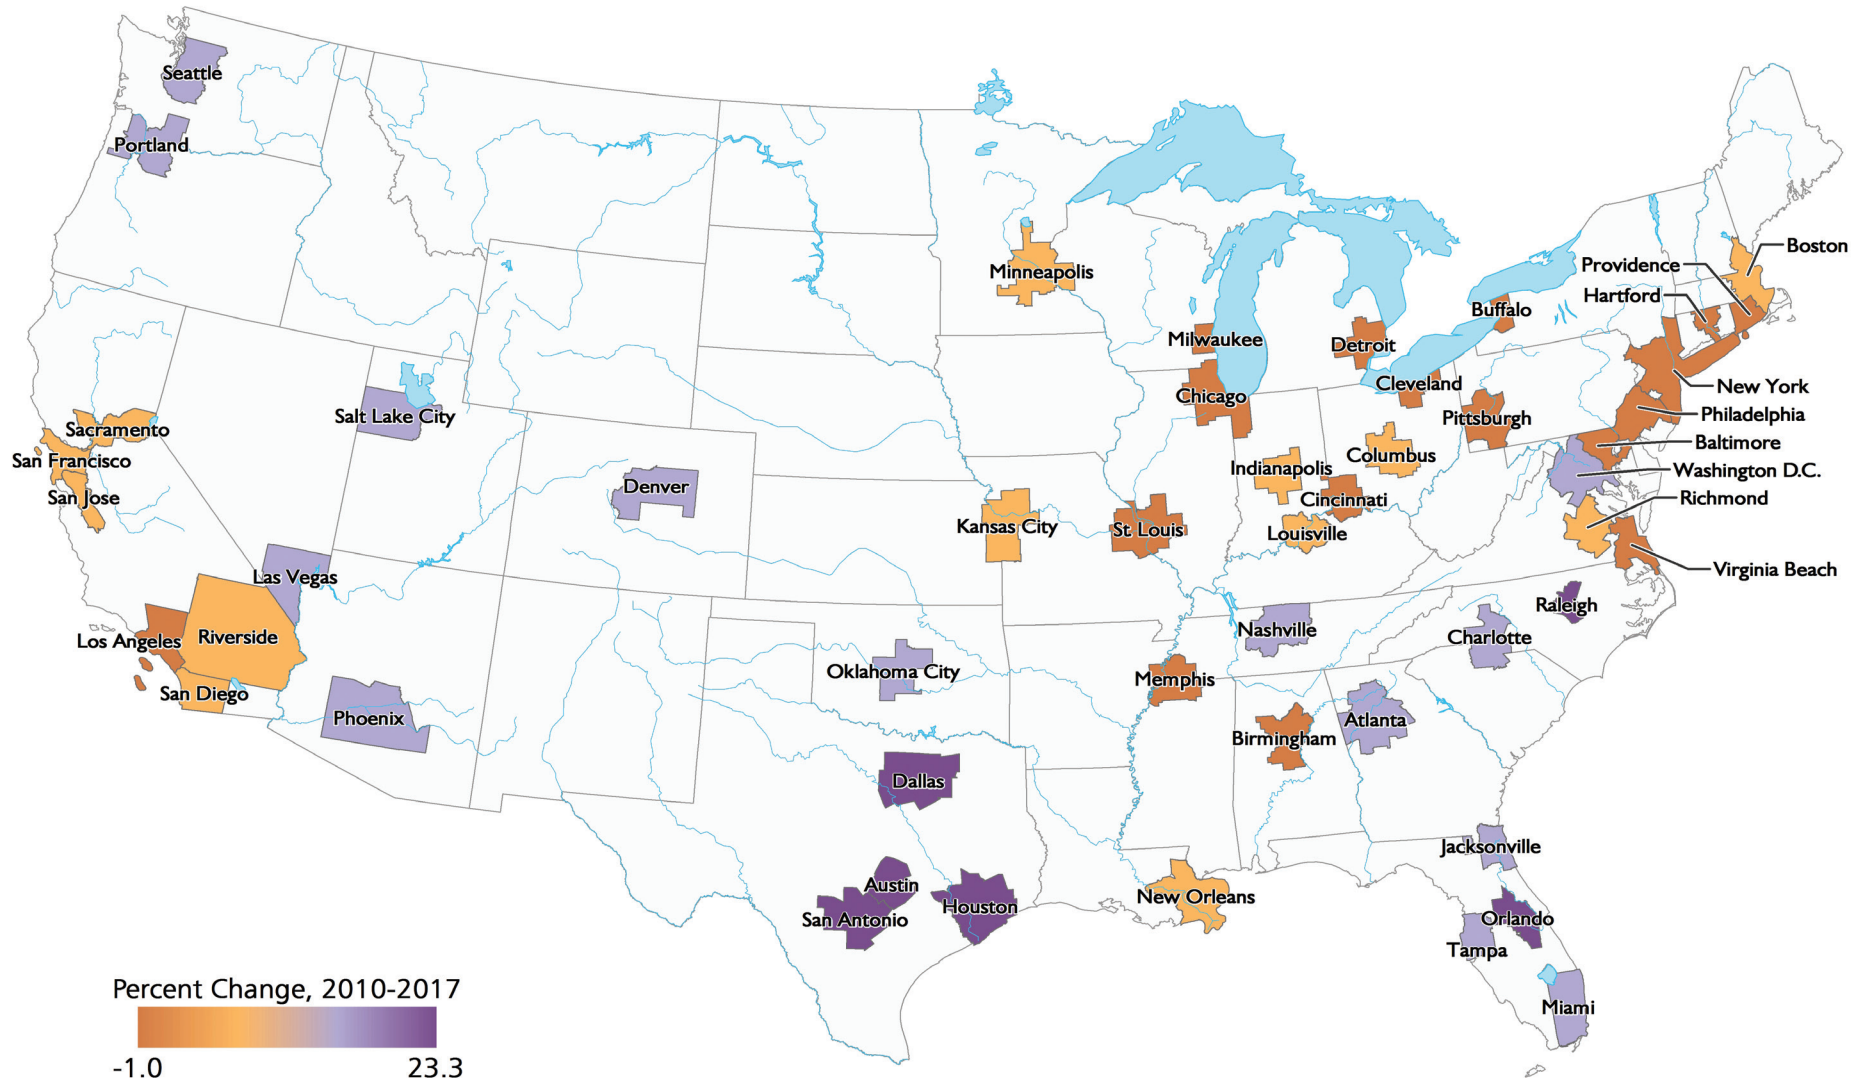 Seattle
Portland
Sacramento
San Francisco
San Jose
Los Angeles
Riverside
San Diego
Las Vegas
Phoenix
Salt Lake City
Denver
Minneapolis
Kansas City
Oklahoma City
Dallas
Austin
San Antonio
Houston
Milwaukee
Chicago
St Louis
Indianapolis
Louisville
Cincinnati
Columbus
Detroit
Cleveland
Pittsburgh
Buffalo
Boston
Providence
Hartford
New York
Philadelphia
Baltimore
Washington D.C.
Richmond
Virginia Beach
Raleigh
Charlotte
Nashville
Memphis
Birmingham
Atlanta
New Orleans
Jacksonville
Orlando
Tampa
Miami
Percent Change, 2010-2017
-1.0
23.3